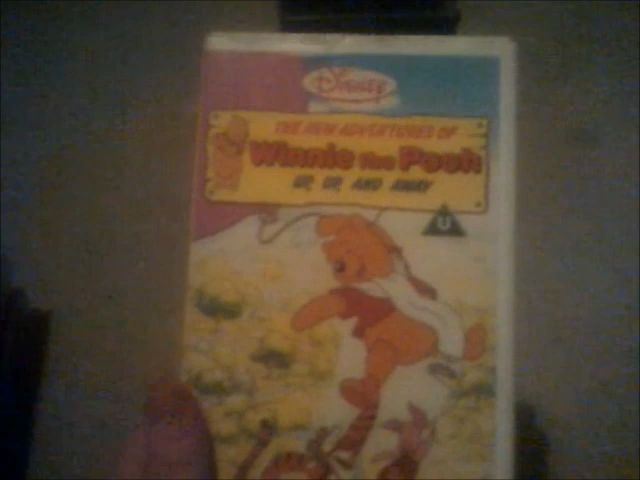 Disney
THE NEW ADVENTURES OF
Winnie the Pooh
UP, UP, AND AWAY
U